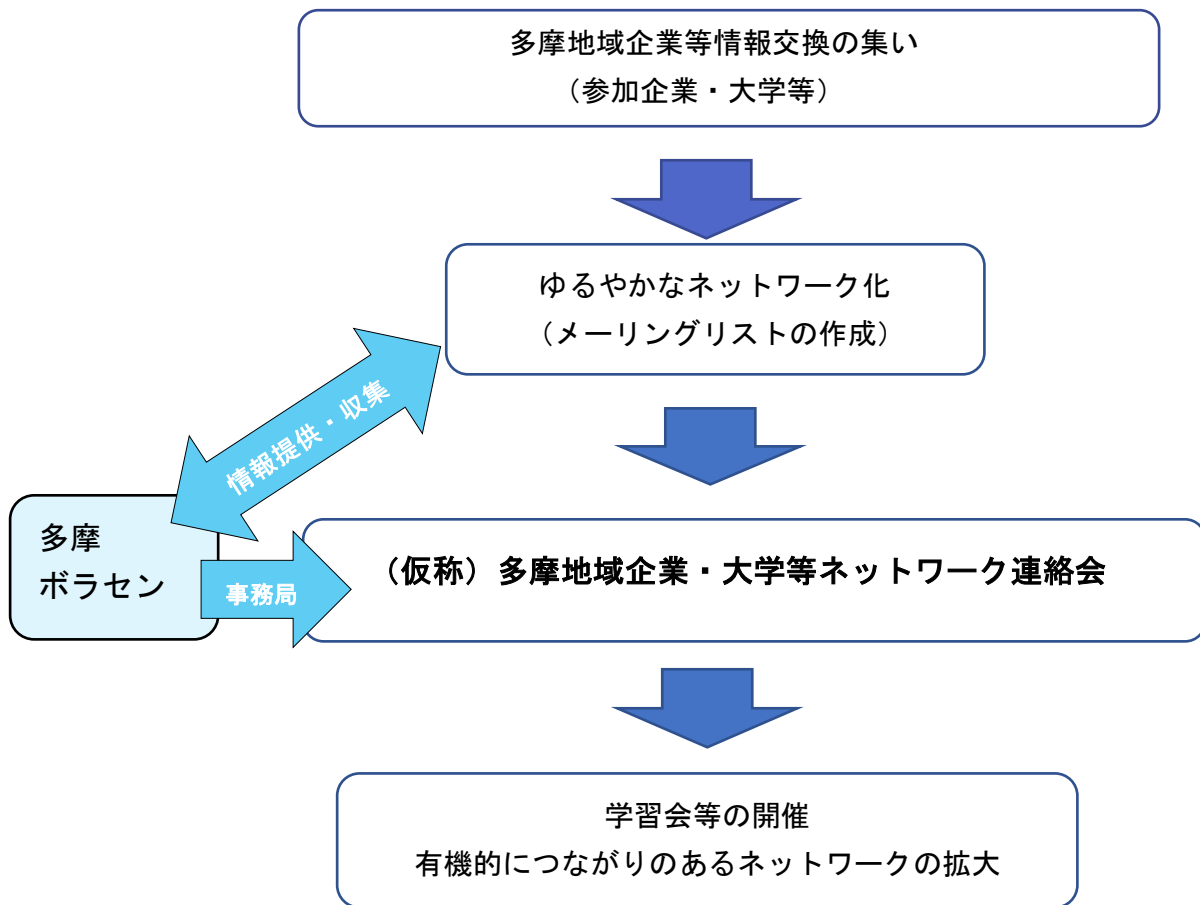 多摩地域企業等情報交換の集い
（参加企業・大学等）
ゆるやかなネットワーク化
（メーリングリストの作成）
情報提供・収集
多摩
ボラセン
事務局
（仮称）多摩地域企業・大学等ネットワーク連絡会
学習会等の開催
有機的につながりのあるネットワークの拡大